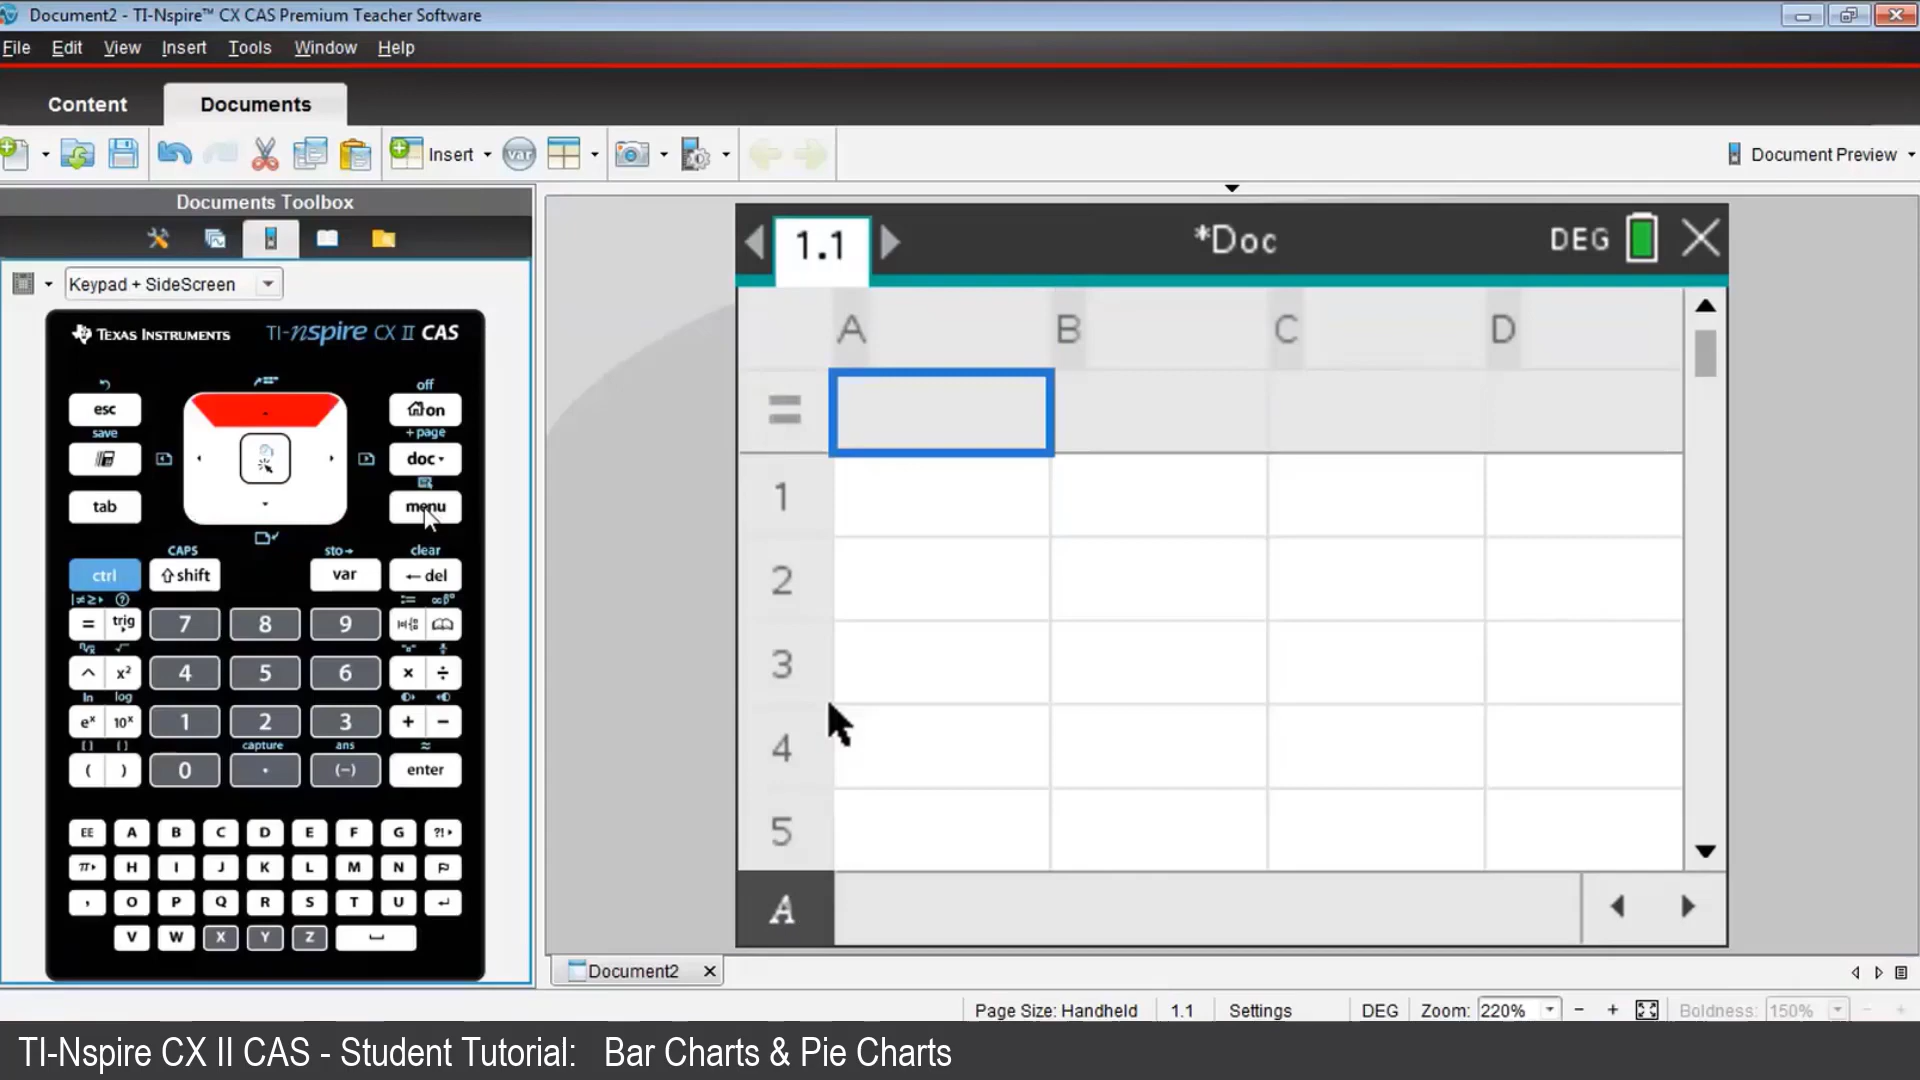 Document2 - TI-Nspire™ CX CAS Premium Teacher Software
File Edit View Insert Tools Window Help
Content Documents
Insert var Document Preview
Documents Toolbox
Keypad + SideScreen
TEXAS INSTRUMENTS TI-nspire CX II CAS
off
esc on
save +page
doc
tab menu
CAPS sto→ clear
ctrl ⇧shift var ←del
= trig 7 8 9
^ x² 4 5 6 × ÷
ln log
eˣ 10ˣ 1 2 3 + −
[ ] { } capture ans ≈
( ) 0 . (−) enter
EE A B C D E F G ?!▸
π▸ H I J K L M N
, O P Q R S T U ↵
V W X Y Z
1.1 *Doc DEG
A B C D
=
1
2
3
4
5
A
Document2
Page Size: Handheld 1.1 Settings DEG Zoom: 220% − + Boldness: 150% − +
TI-Nspire CX II CAS - Student Tutorial: Bar Charts & Pie Charts